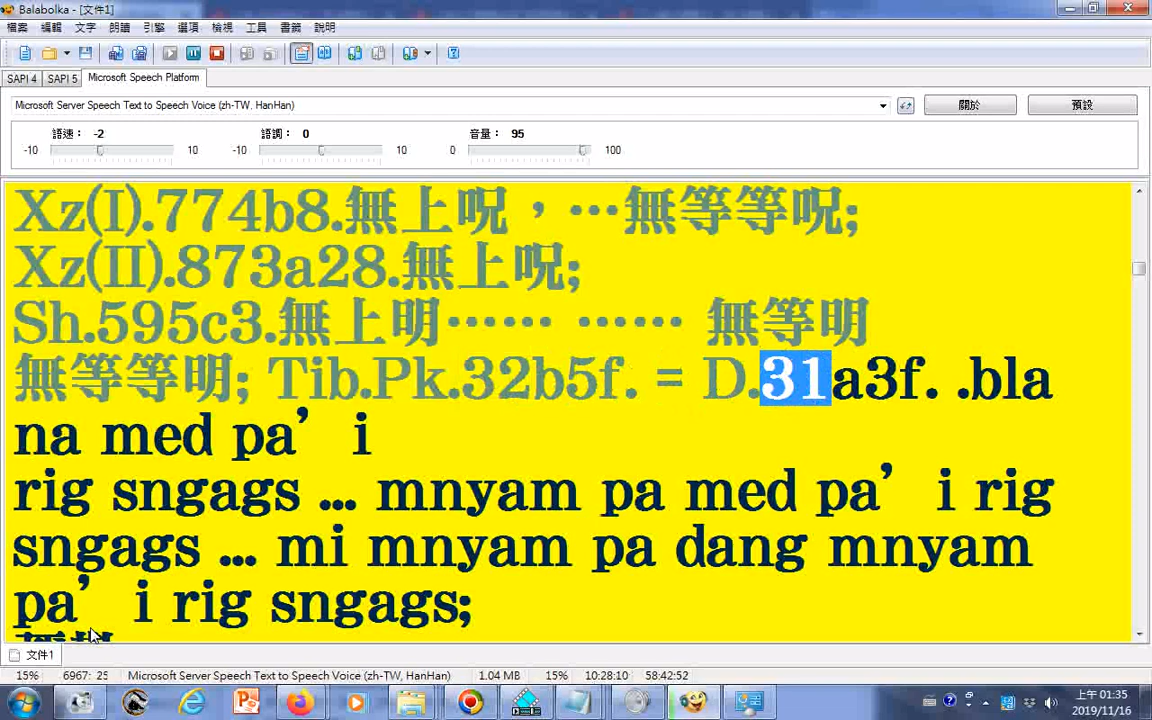 Balabolka - [文件1]
檔案 編輯 文字 朗讀 引擎 選項 檢視 工具 書籤 說明
SAPI 4 SAPI 5 Microsoft Speech Platform
Microsoft Server Speech Text to Speech Voice (zh-TW, HanHan) 關於 預設
語速： -2 語調： 0 音量： 95
-10 10 -10 10 0 100
Xz(I).774b8.無上呪，…無等等呪;
Xz(II).873a28.無上呪;
Sh.595c3.無上明…… …… 無等明
無等等明; Tib.Pk.32b5f. = D.31a3f. .bla
na med pa’ i
rig sngags ... mnyam pa med pa’ i rig
sngags ... mi mnyam pa dang mnyam
pa’ i rig sngags;
文件1
15% 6967: 25 Microsoft Server Speech Text to Speech Voice (zh-TW, HanHan) 1.04 MB 15% 10:28:10 58:42:52
上午 01:35
2019/11/16